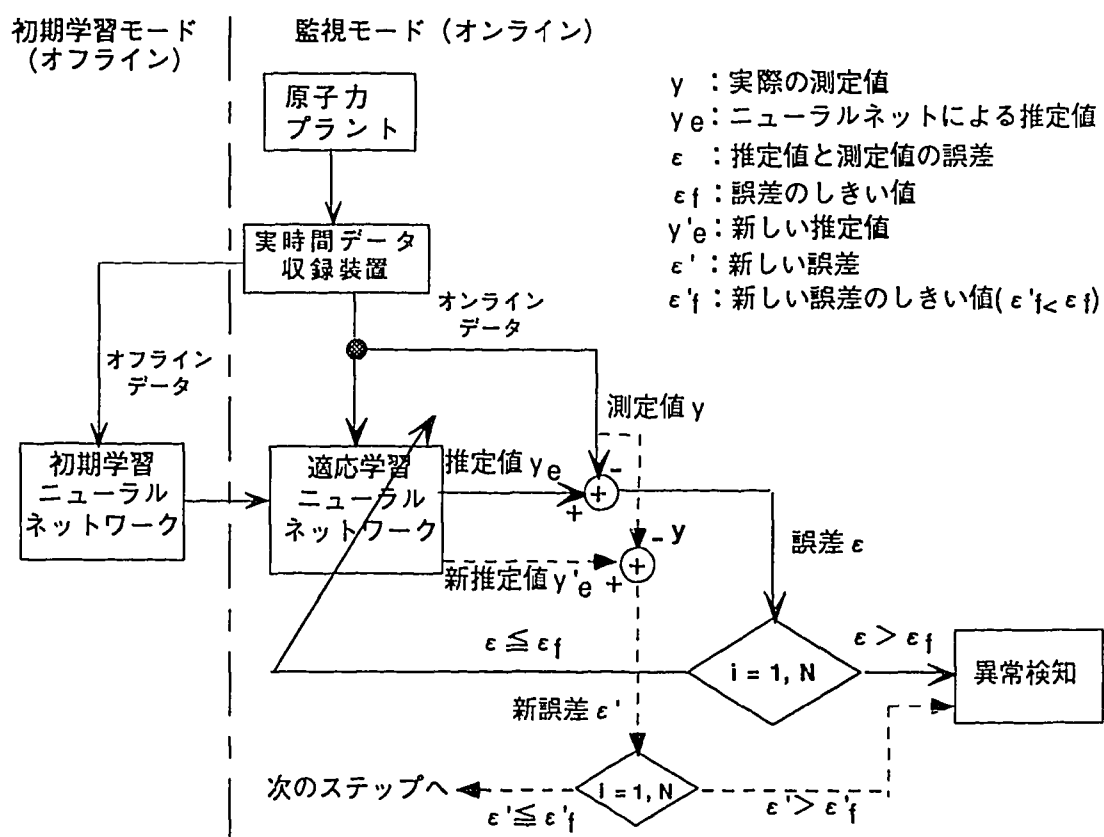 初期学習モード
(オフライン)
監視モード (オンライン)
原子力
プラント
y :実際の測定値
ye:ニューラルネットによる推定値
ε :推定値と測定値の誤差
εf:誤差のしきい値
y'e:新しい推定値
ε':新しい誤差
ε'f:新しい誤差のしきい値(ε'f<εf)
実時間データ
収録装置
オンライン
データ
オフライン
データ
測定値 y
初期学習
ニューラル
ネットワーク
適応学習
ニューラル
ネットワーク
推定値 ye
-
+
+
- y
新推定値 y'e
+
+
誤差 ε
ε≦εf
i = 1, N
ε>εf
異常検知
新誤差 ε'
次のステップへ
i = 1, N
ε'≦ε'f
ε'>ε'f